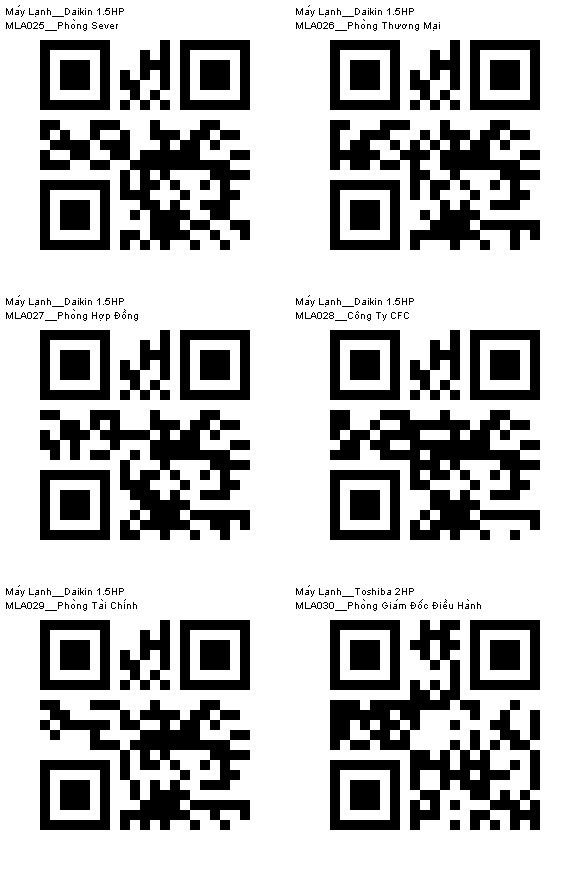 Máy Lạnh__Daikin 1.5HP
MLA025__Phòng Sever
Máy Lạnh__Daikin 1.5HP
MLA026__Phòng Thương Mại
Máy Lạnh__Daikin 1.5HP
MLA027__Phòng Hợp Đồng
Máy Lạnh__Daikin 1.5HP
MLA028__Công Ty CFC
Máy Lạnh__Daikin 1.5HP
MLA029__Phòng Tài Chính
Máy Lạnh__Toshiba 2HP
MLA030__Phòng Giám Đốc Điều Hành